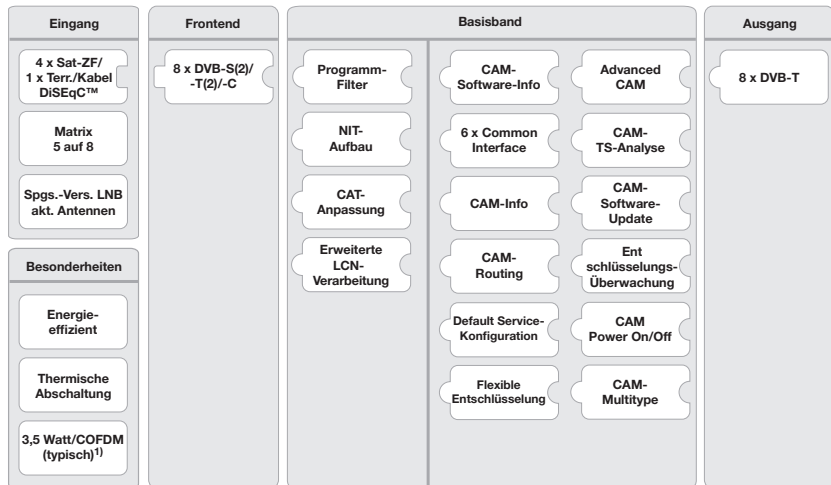 Eingang
4 x Sat-ZF/
1 x Terr./Kabel
DiSEqC™
Matrix
5 auf 8
Spgs.-Vers. LNB
akt. Antennen
Besonderheiten
Energie-
effizient
Thermische
Abschaltung
3,5 Watt/COFDM
(typisch)1)
Frontend
8 x DVB-S(2)/
-T(2)/-C
Basisband
Programm-
Filter
NIT-
Aufbau
CAT-
Anpassung
Erweiterte
LCN-
Verarbeitung
CAM-
Software-Info
6 x Common
Interface
CAM-Info
CAM-
Routing
Default Service-
Konfiguration
Flexible
Entschlüsselung
Advanced
CAM
CAM-
TS-Analyse
CAM-
Software-
Update
Ent
schlüsselungs-
Überwachung
CAM
Power On/Off
CAM-
Multitype
Ausgang
8 x DVB-T